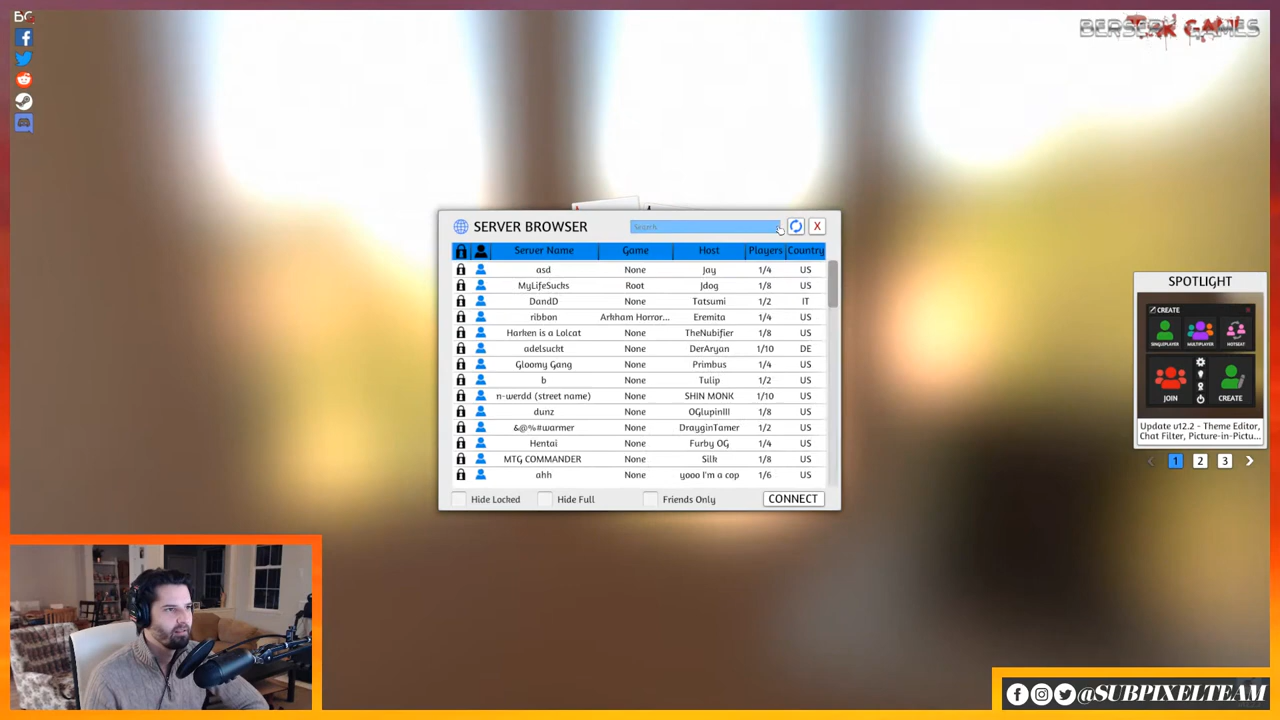 BG
BERSERK GAMES
SERVER BROWSER
Search
X
Server Name Game Host Players Country
asd None Jay 1/4 US
MyLifeSucks Root Jdog 1/8 US
DandD None Tatsumi 1/2 IT
ribbon Arkham Horror... Eremita 1/4 US
Harken is a Lolcat None TheNubifier 1/8 US
adelsuckt None DerAryan 1/10 DE
Gloomy Gang None Primbus 1/4 US
b None Tulip 1/2 US
n-werdd (street name) None SHIN MONK 1/10 US
dunz None OGlupinIII 1/8 US
&@%#warmer None DrayginTamer 1/2 US
Hentai None Furby OG 1/4 US
MTG COMMANDER None Silk 1/8 US
ahh None yooo I'm a cop 1/6 US
Hide Locked Hide Full Friends Only CONNECT
SPOTLIGHT
CREATE
SINGLEPLAYER MULTIPLAYER HOTSEAT
JOIN CREATE
Update v12.2 - Theme Editor,
Chat Filter, Picture-in-Pictu...
1 2 3
@SUBPIXELTEAM